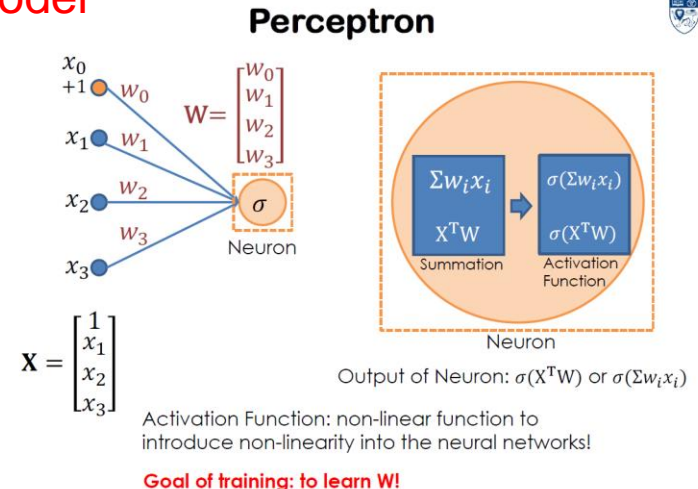 oder
Perceptron
x₀
+1 w₀
x₁ w₁
x₂ w₂
w₃
x₃
W= [w₀
w₁
w₂
w₃]
σ
Neuron
Σwᵢxᵢ
XᵀW
Summation
σ(Σwᵢxᵢ)
σ(XᵀW)
Activation
Function
Neuron
X = [1
x₁
x₂
x₃]
Output of Neuron: σ(XᵀW) or σ(Σwᵢxᵢ)
Activation Function: non-linear function to
introduce non-linearity into the neural networks!
Goal of training: to learn W!